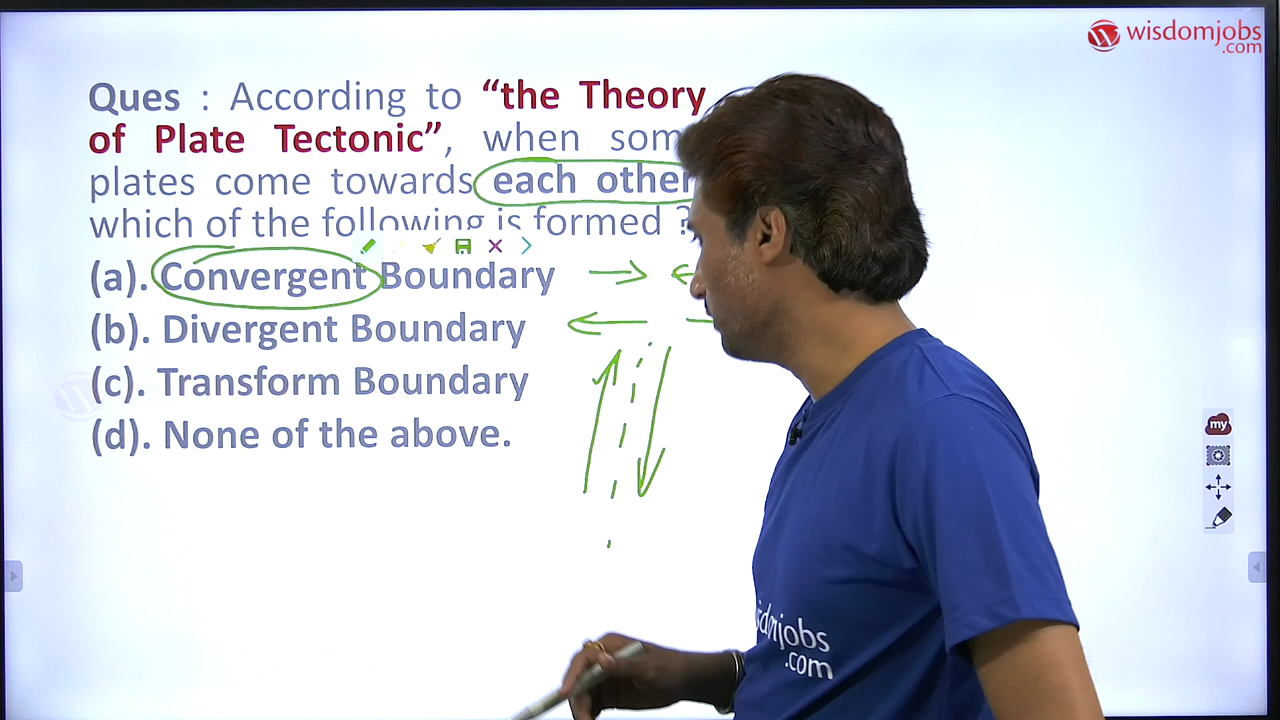 wisdomjobs
.com
Ques : According to “the Theory
of Plate Tectonic”, when som
plates come towards each other
which of the following is formed ?
(a). Convergent Boundary
(b). Divergent Boundary
(c). Transform Boundary
(d). None of the above.
my
sdomjobs
.com